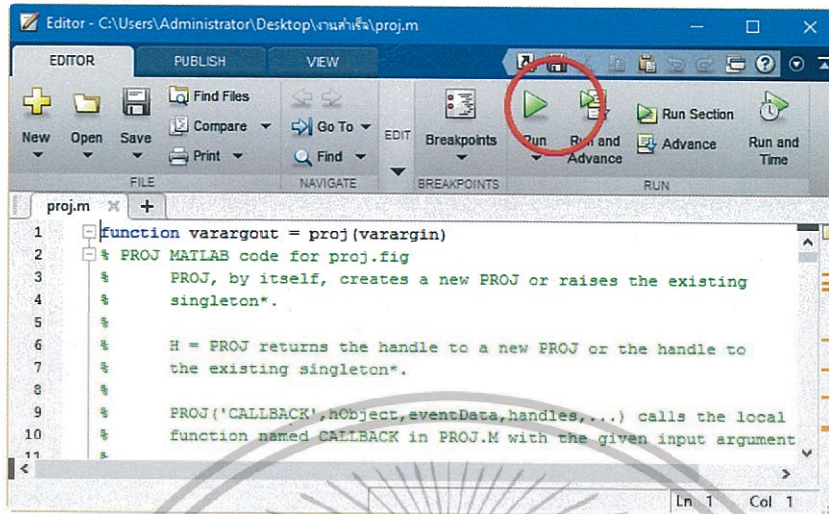 Editor - C:\Users\Administrator\Desktop\งานสำเร็จ\proj.m
EDITOR PUBLISH VIEW
New Open Save
Find Files
Compare
Print
FILE
Go To
Find
NAVIGATE
EDIT
Breakpoints
BREAKPOINTS
Run
Run and Advance
Run Section
Advance
Run and Time
RUN
proj.m
1 function varargout = proj(varargin)
2 % PROJ MATLAB code for proj.fig
3 % PROJ, by itself, creates a new PROJ or raises the existing
4 % singleton*.
5 %
6 % H = PROJ returns the handle to a new PROJ or the handle to
7 % the existing singleton*.
8 %
9 % PROJ('CALLBACK',hObject,eventData,handles,...) calls the local
10 % function named CALLBACK in PROJ.M with the given input argument
11 %
Ln 1 Col 1